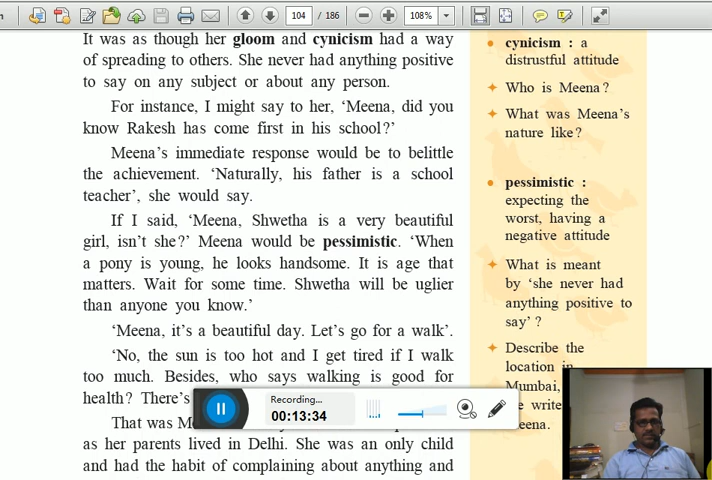 104 / 186
108%
It was as though her gloom and cynicism had a way
of spreading to others. She never had anything positive
to say on any subject or about any person.
For instance, I might say to her, ‘Meena, did you
know Rakesh has come first in his school?’
Meena’s immediate response would be to belittle
the achievement. ‘Naturally, his father is a school
teacher’, she would say.
If I said, ‘Meena, Shwetha is a very beautiful
girl, isn’t she?’ Meena would be pessimistic. ‘When
a pony is young, he looks handsome. It is age that
matters. Wait for some time. Shwetha will be uglier
than anyone you know.’
‘Meena, it’s a beautiful day. Let’s go for a walk’.
‘No, the sun is too hot and I get tired if I walk
too much. Besides, who says walking is good for
health? There’s
That was
as her parents lived in Delhi. She was an only child
and had the habit of complaining about anything and
cynicism : a
distrustful attitude
Who is Meena?
What was Meena’s
nature like?
pessimistic :
expecting the
worst, having a
negative attitude
What is meant
by ‘she never had
anything positive to
say’ ?
Describe the
location in
Mumbai,
Recording...
00:13:34